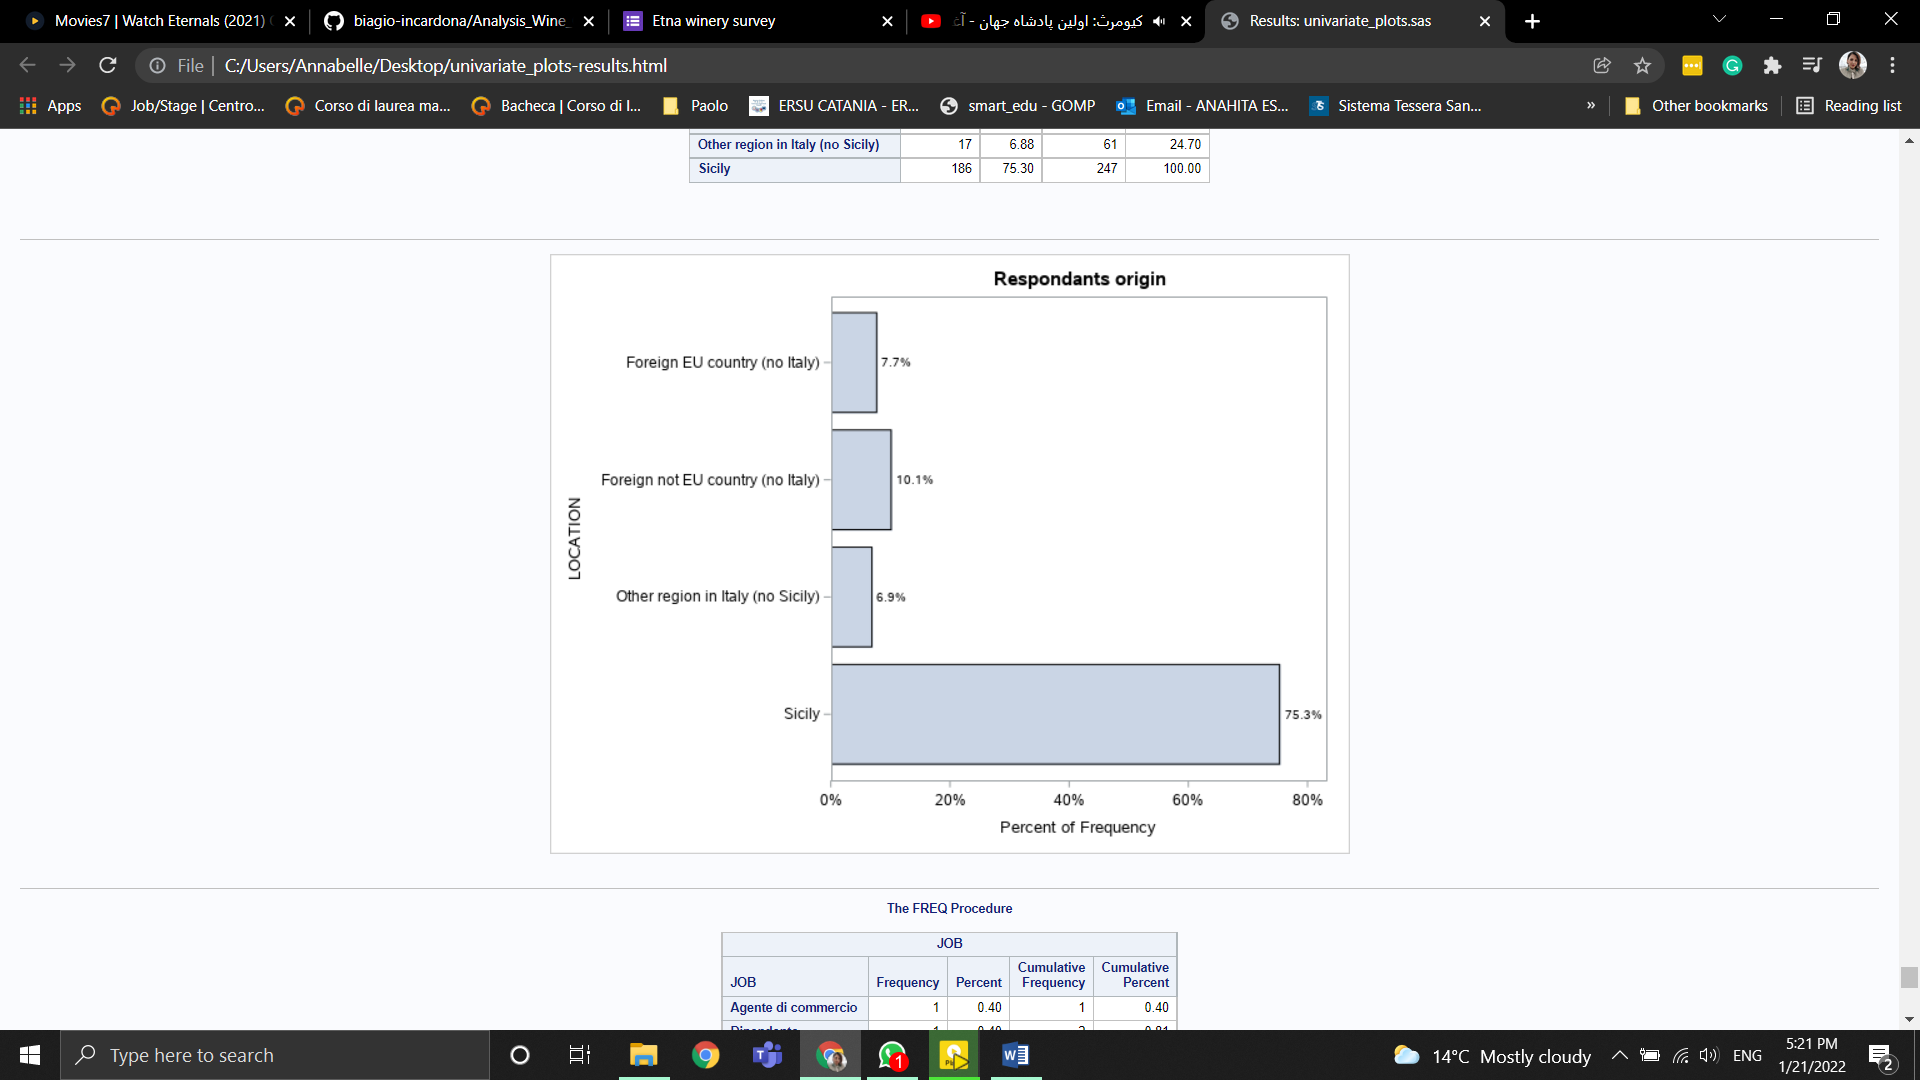 Movies7 | Watch Eternals (2021)
biagio-incardona/Analysis_Wine_
Etna winery survey
کیومرث: اولین پادشاه جهان - آ
Results: univariate_plots.sas
File | C:/Users/Annabelle/Desktop/univariate_plots-results.html
Apps
Job/Stage | Centro...
Corso di laurea ma...
Bacheca | Corso di l...
Paolo
ERSU CATANIA - ER...
smart_edu - GOMP
Email - ANAHITA ES...
Sistema Tessera San...
»
Other bookmarks
Reading list
Other region in Italy (no Sicily) 17 6.88 61 24.70
Sicily 186 75.30 247 100.00
Respondants origin
Foreign EU country (no Italy) 7.7%
Foreign not EU country (no Italy) 10.1%
LOCATION
Other region in Italy (no Sicily) 6.9%
Sicily 75.3%
0% 20% 40% 60% 80%
Percent of Frequency
The FREQ Procedure
JOB
JOB Frequency Percent Cumulative Frequency Cumulative Percent
Agente di commercio 1 0.40 1 0.40
Type here to search
1
14°C Mostly cloudy
ENG
5:21 PM
1/21/2022
2